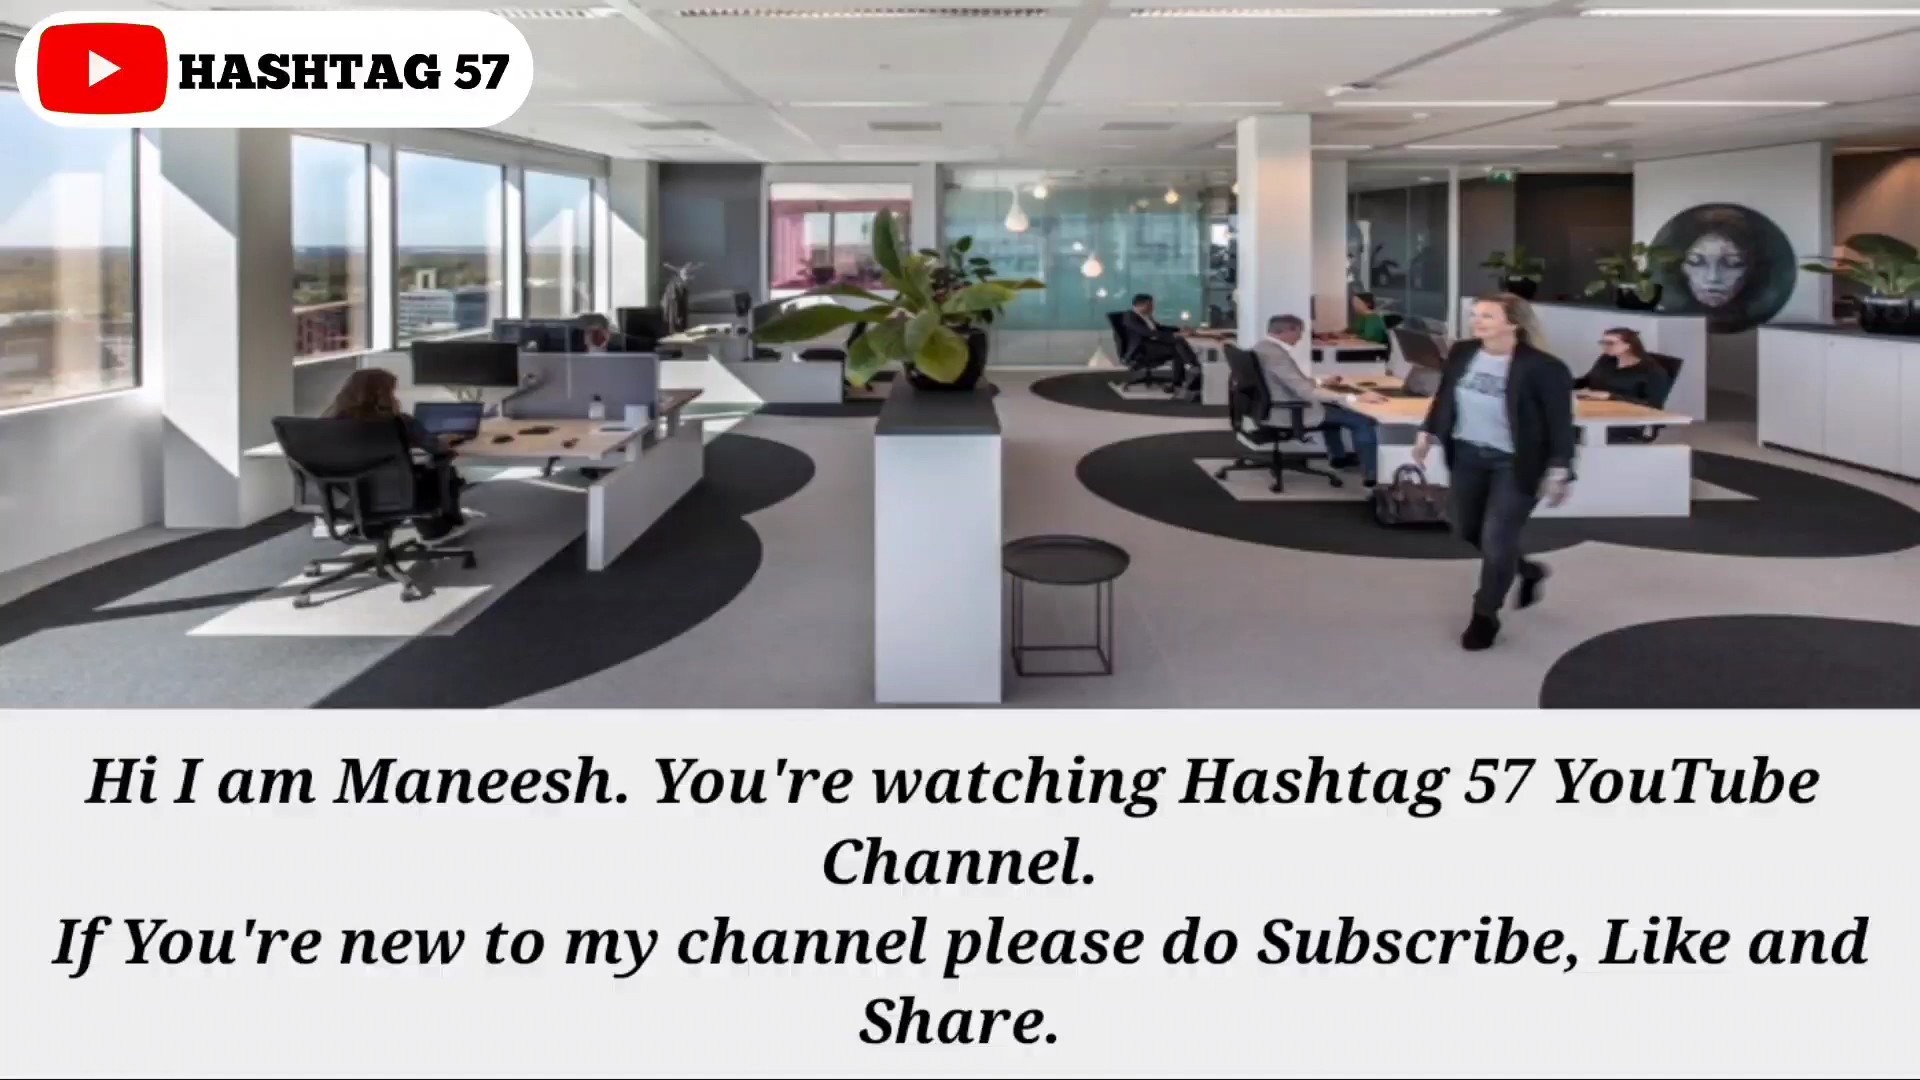 HASHTAG 57
Hi I am Maneesh. You're watching Hashtag 57 YouTube
Channel.
If You're new to my channel please do Subscribe, Like and
Share.